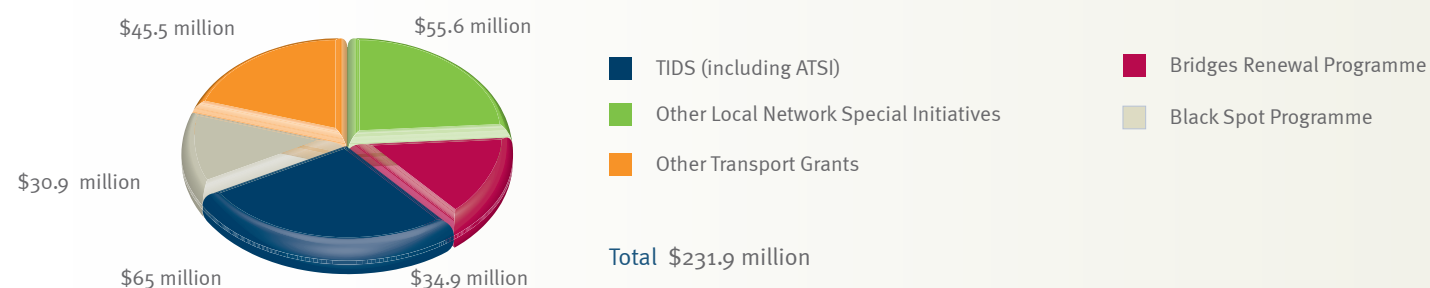 $45.5 million
$55.6 million
$30.9 million
$65 million
$34.9 million
TIDS (including ATSI)
Other Local Network Special Initiatives
Other Transport Grants
Bridges Renewal Programme
Black Spot Programme
Total $231.9 million